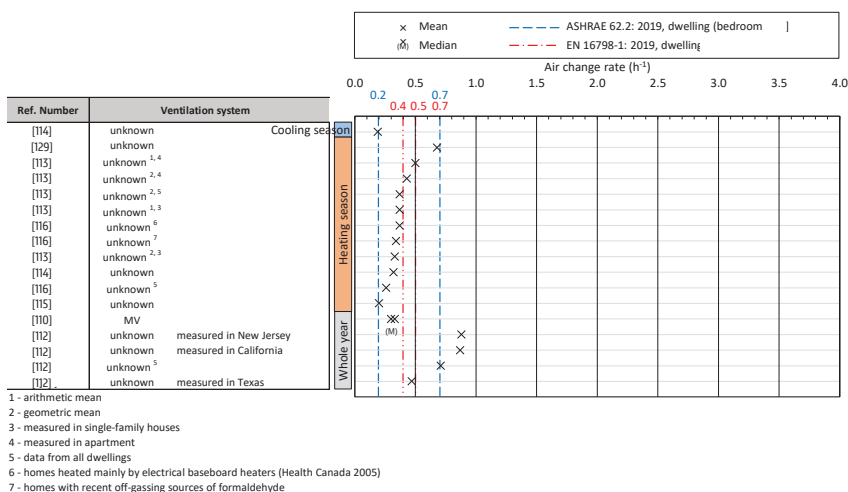 × Mean ASHRAE 62.2: 2019, dwelling (bedroom ]
(M) × Median EN 16798-1: 2019, dwelling
Air change rate (h-1)
0.0 0.5 1.0 1.5 2.0 2.5 3.0 3.5 4.0
0.2 0.7
0.4 0.5 0.7
Ref. Number Ventilation system
[114] unknown Cooling season
[129] unknown
[113] unknown 1, 4
[113] unknown 2, 4
[113] unknown 2, 5
[113] unknown 1, 3
[116] unknown 6
[116] unknown 7
[113] unknown 2, 3
[114] unknown
[116] unknown 5
[115] unknown
Heating season
[110] MV
(M)
[112] unknown measured in New Jersey
[112] unknown measured in California
[112] unknown 5
[112] unknown measured in Texas
Whole year
1 - arithmetic mean
2 - geometric mean
3 - measured in single-family houses
4 - measured in apartment
5 - data from all dwellings
6 - homes heated mainly by electrical baseboard heaters (Health Canada 2005)
7 - homes with recent off-gassing sources of formaldehyde